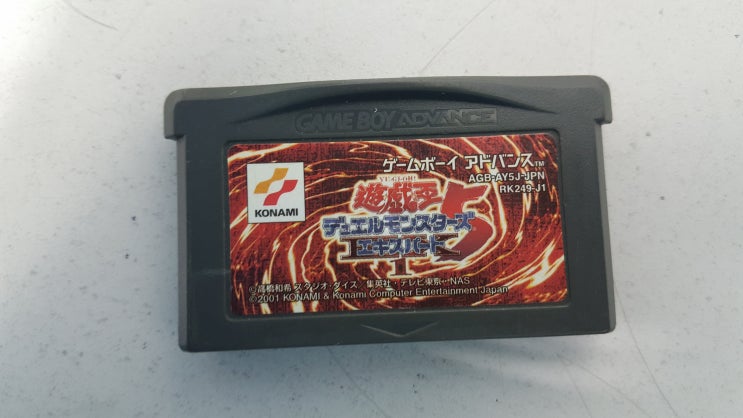 GAME BOY ADVANCE
ゲームボーイ アドバンス™
AGB-AY5J-JPN
RK249-J1
KONAMI
YU-GI-OH!
遊戯王
デュエルモンスターズ5
エキスパート
1
©高橋和希 スタジオ・ダイス / 集英社・テレビ東京・NAS
©2001 KONAMI & Konami Computer Entertainment Japan